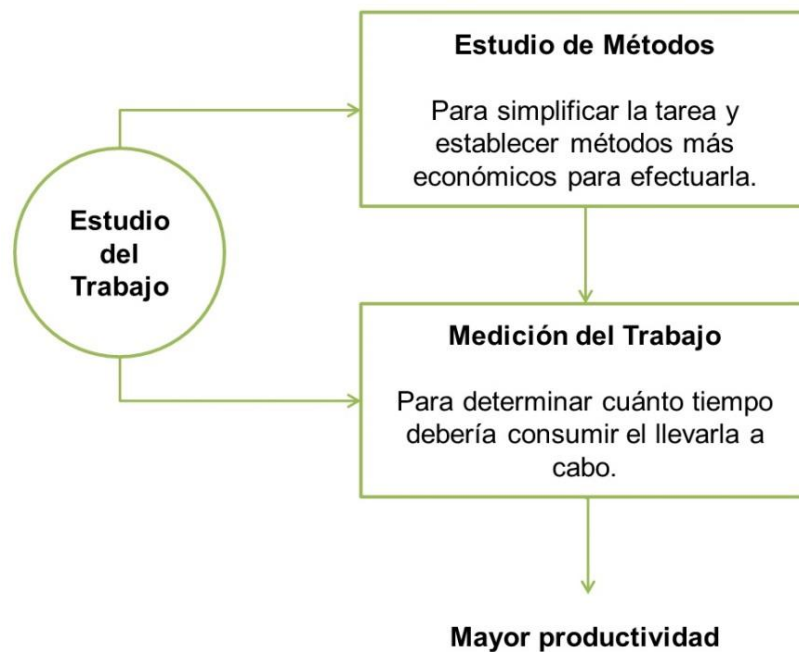 Estudio de Métodos
Para simplificar la tarea y
establecer métodos más
económicos para efectuarla.
Estudio
del
Trabajo
Medición del Trabajo
Para determinar cuánto tiempo
debería consumir el llevarla a
cabo.
Mayor productividad